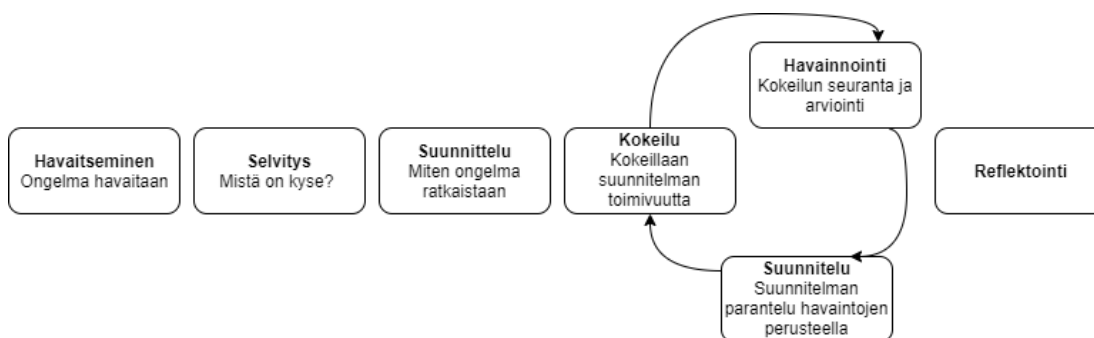 Havaitseminen
Ongelma havaitaan
Selvitys
Mistä on kyse?
Suunnittelu
Miten ongelma
ratkaistaan
Kokeilu
Kokeillaan
suunnitelman
toimivuutta
Havainnointi
Kokeilun seuranta ja
arviointi
Suunnitelu
Suunnitelman
parantelu havaintojen
perusteella
Reflektointi